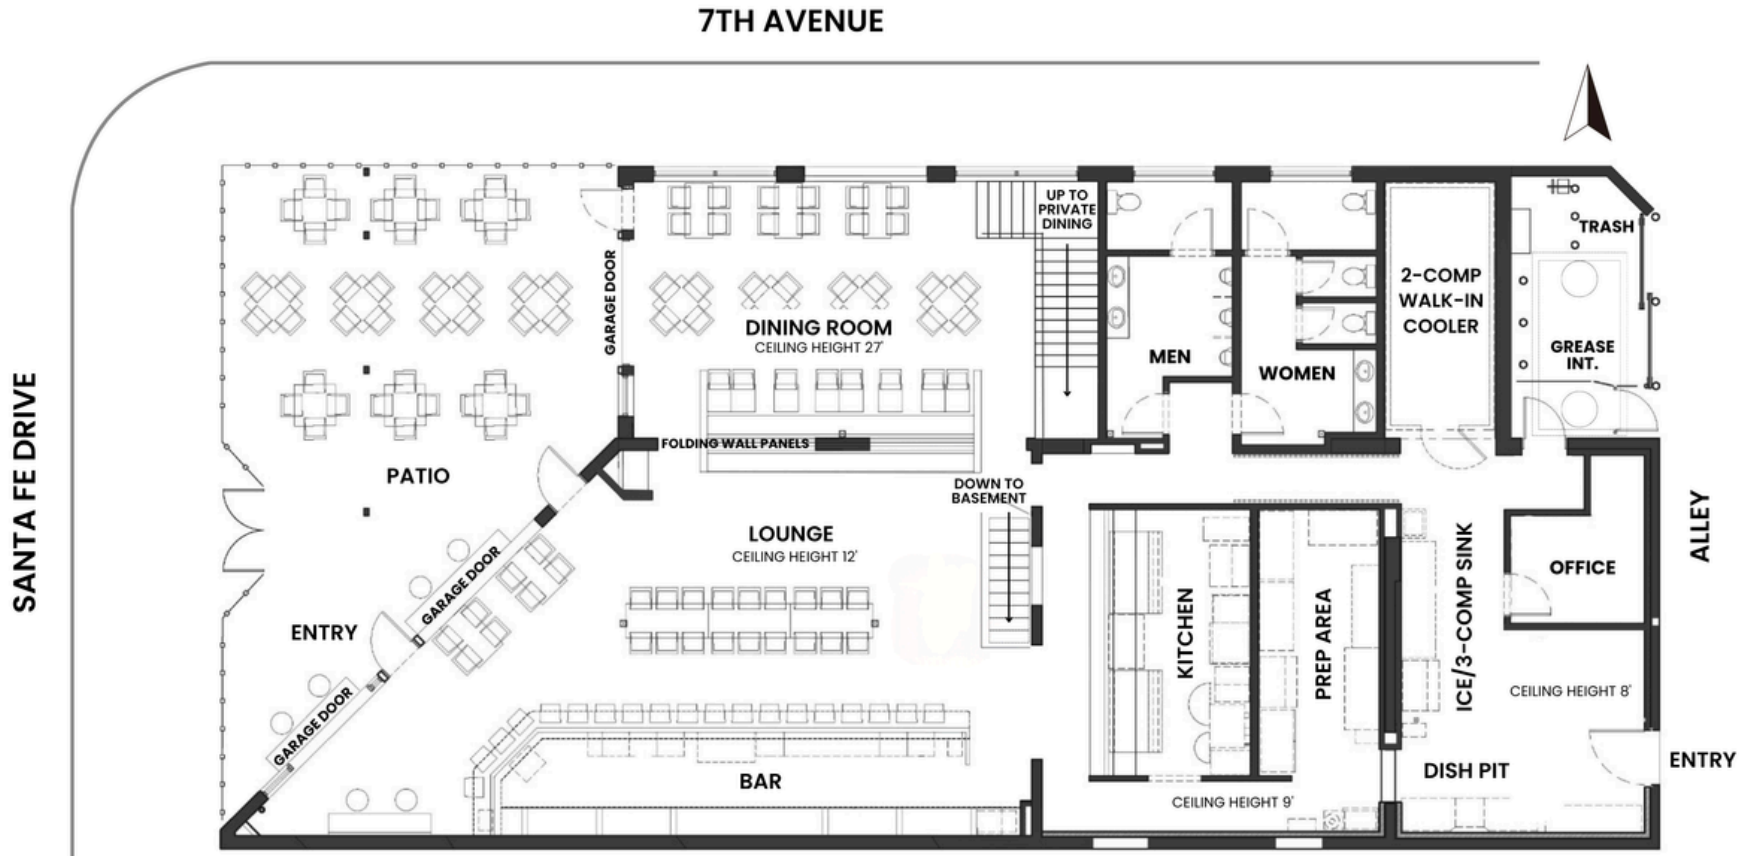 7TH AVENUE
SANTA FE DRIVE
GARAGE DOOR
UP TO
PRIVATE
DINING
TRASH
2-COMP
WALK-IN
COOLER
DINING ROOM
CEILING HEIGHT 27'
MEN
WOMEN
GREASE
INT.
FOLDING WALL PANELS
PATIO
DOWN TO
BASEMENT
LOUNGE
CEILING HEIGHT 12'
ALLEY
KITCHEN
PREP AREA
ICE/3-COMP SINK
OFFICE
GARAGE DOOR
ENTRY
GARAGE DOOR
CEILING HEIGHT 8'
BAR
DISH PIT
ENTRY
CEILING HEIGHT 9'